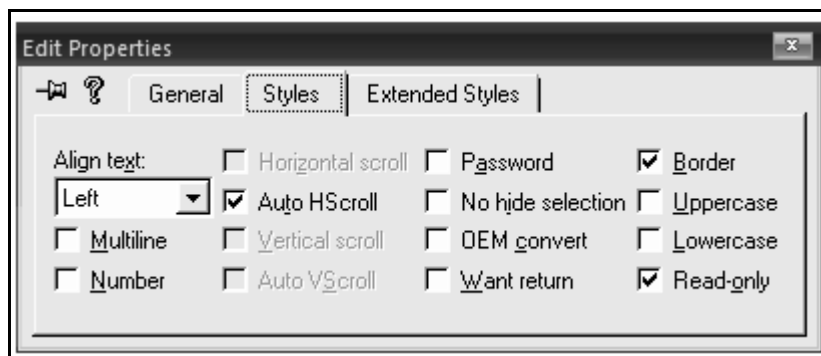 Edit Properties
General Styles Extended Styles
Align text: Horizontal scroll Password Border
Left Auto HScroll No hide selection Uppercase
Multiline Vertical scroll OEM convert Lowercase
Number Auto VScroll Want return Read-only